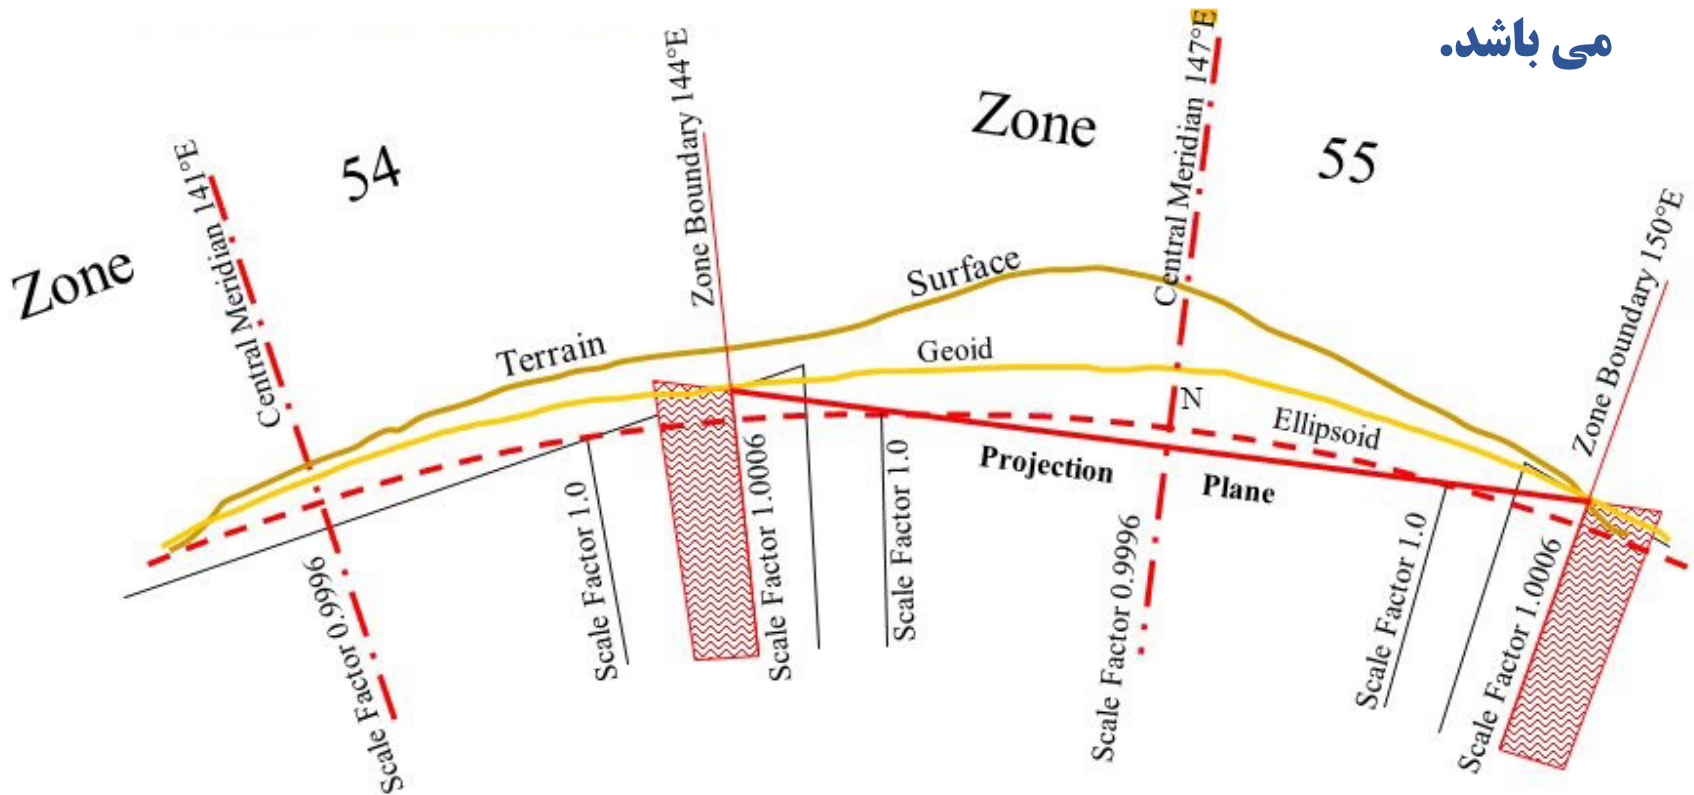 می باشد.
Zone
54
Zone
55
Central Meridian 141°E
Zone Boundary 144°E
Central Meridian 147°E
Zone Boundary 150°E
Terrain
Surface
Geoid
N
Ellipsoid
Projection
Plane
Scale Factor 0.9996
Scale Factor 1.0
Scale Factor 1.0006
Scale Factor 1.0
Scale Factor 0.9996
Scale Factor 1.0
Scale Factor 1.0006